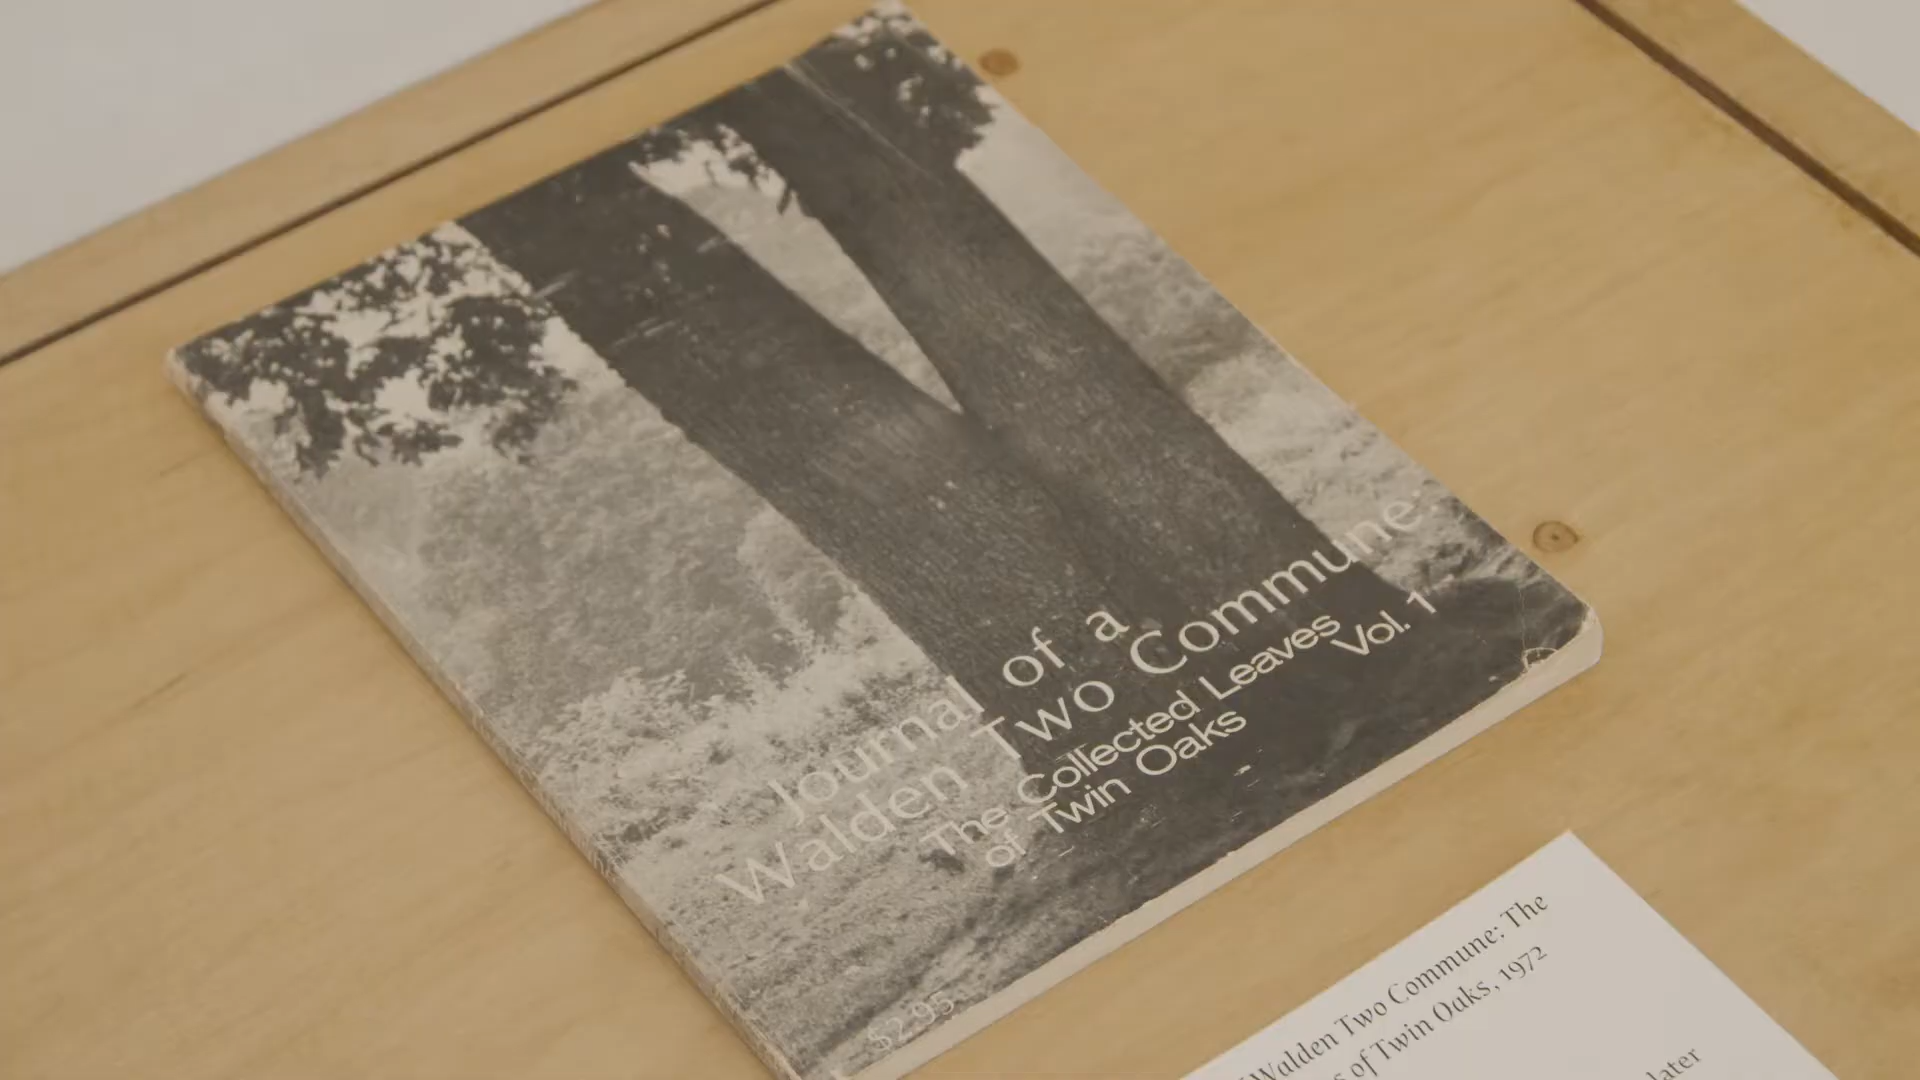 Journal of a
Walden Two Commune:
The Collected Leaves
of Twin Oaks Vol. 1
$2.95
Walden Two Commune: The
of Twin Oaks, 1972
later